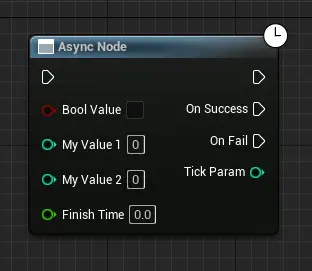 Async Node
Bool Value
On Success
My Value 1 0
On Fail
My Value 2 0
Tick Param
Finish Time 0.0